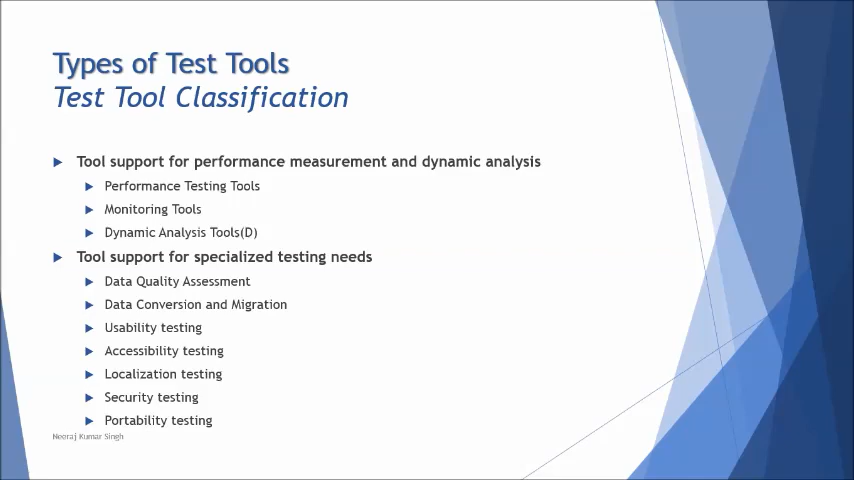 Types of Test Tools
Test Tool Classification
Tool support for performance measurement and dynamic analysis
Performance Testing Tools
Monitoring Tools
Dynamic Analysis Tools(D)
Tool support for specialized testing needs
Data Quality Assessment
Data Conversion and Migration
Usability testing
Accessibility testing
Localization testing
Security testing
Portability testing
Neeraj Kumar Singh